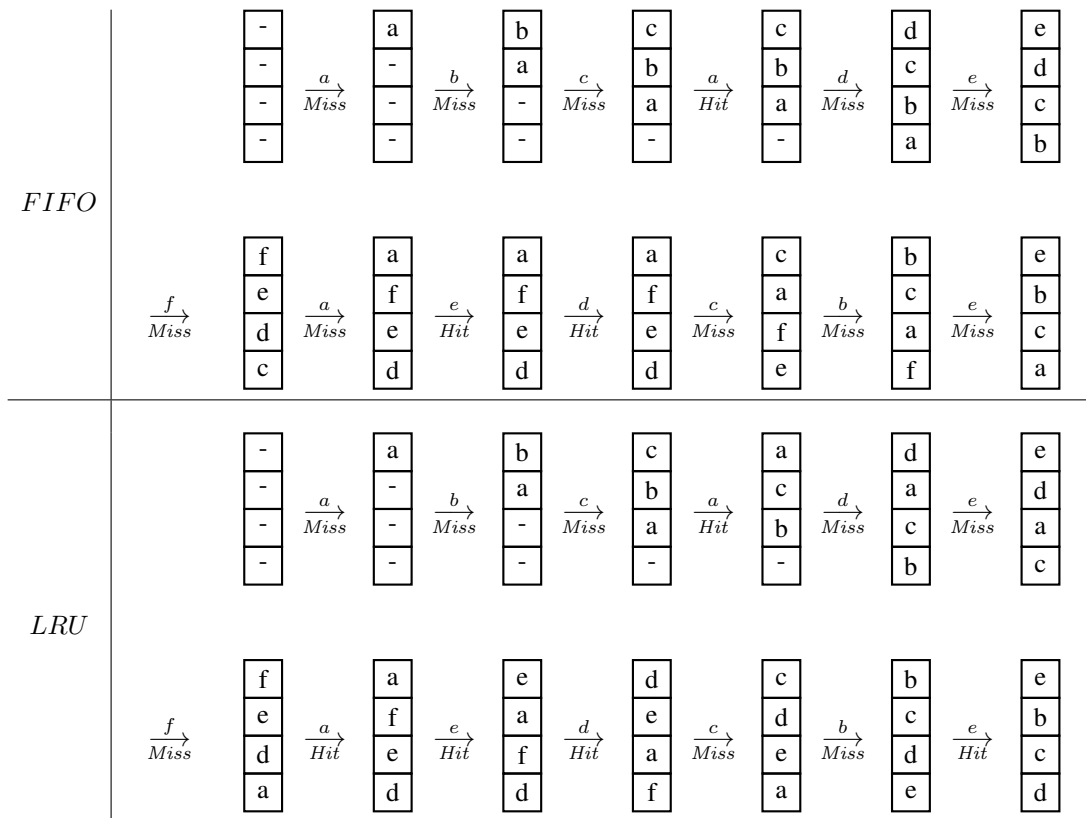 - a b c c d e
- a/Miss - b/Miss a c/Miss b a/Hit b d/Miss c e/Miss d
- - - a a b c
- - - - - a b
FIFO
f a a a c b e
f/Miss e a/Miss f e/Hit f d/Hit f c/Miss a b/Miss c e/Miss b
d e e e f a c
c d d d e f a
- a b c a d e
- a/Miss - b/Miss a c/Miss b a/Hit c d/Miss a e/Miss d
- - - a b c a
- - - - - b c
LRU
f a e d c b e
f/Miss e a/Hit f e/Hit a d/Hit e c/Miss d b/Miss c e/Hit b
d e f a e d c
a d d f a e d